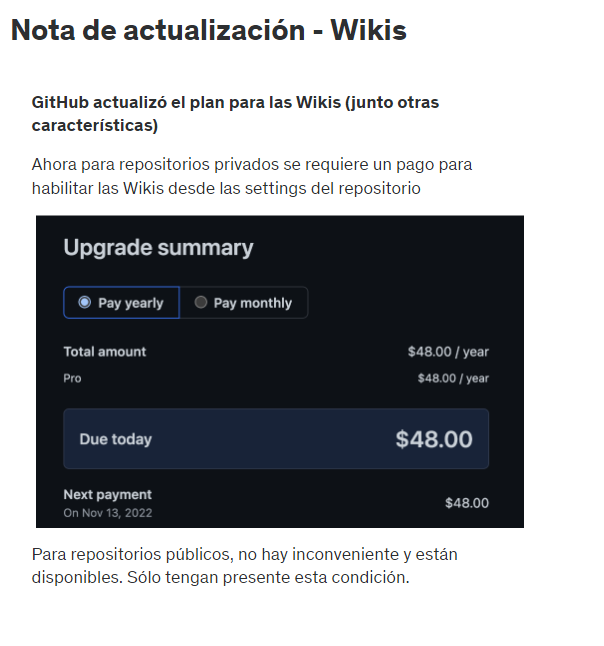 Nota de actualización - Wikis
GitHub actualizó el plan para las Wikis (junto otras
características)
Ahora para repositorios privados se requiere un pago para
habilitar las Wikis desde las settings del repositorio
Upgrade summary
Pay yearly Pay monthly
Total amount $48.00 / year
Pro $48.00 / year
Due today $48.00
Next payment $48.00
On Nov 13, 2022
Para repositorios públicos, no hay inconveniente y están
disponibles. Sólo tengan presente esta condición.